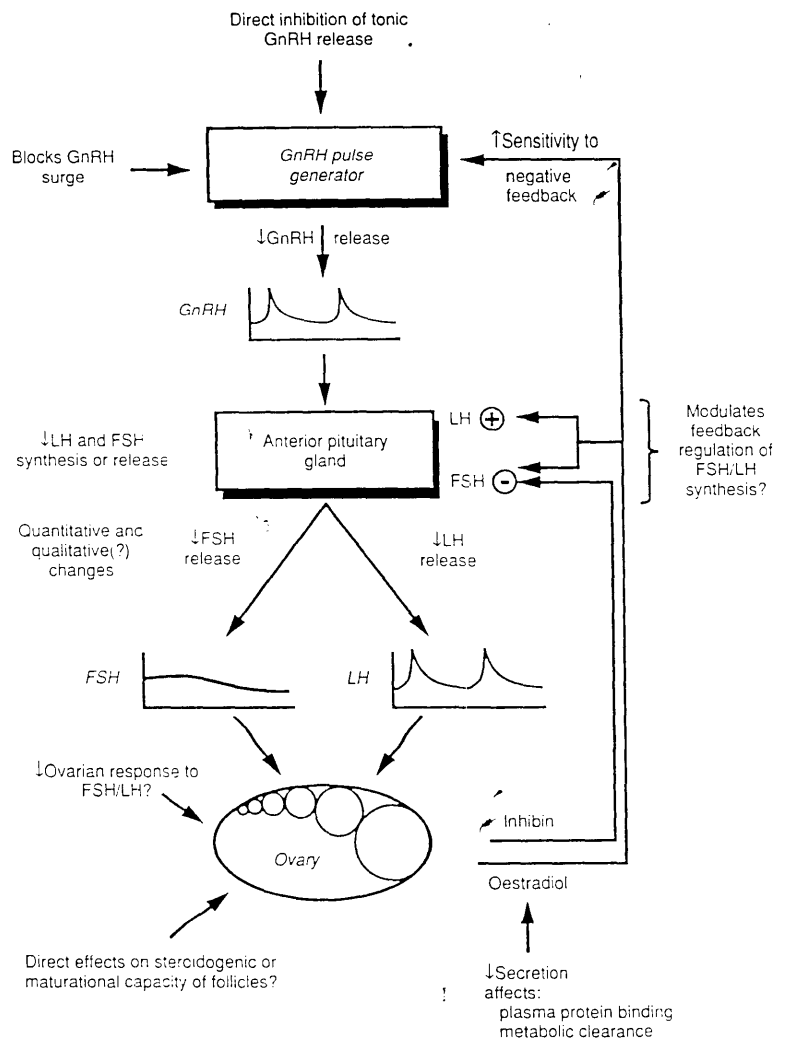 Direct inhibition of tonic
GnRH release
Blocks GnRH
surge
GnRH pulse
generator
↑Sensitivity to
negative
feedback
↓GnRH release
GnRH
↓LH and FSH
synthesis or release
Anterior pituitary
gland
LH +
FSH -
Modulates
feedback
regulation of
FSH/LH
synthesis?
Quantitative and
qualitative(?)
changes
↓FSH
release
↓LH
release
FSH
LH
↓Ovarian response to
FSH/LH?
Ovary
Inhibin
Oestradiol
Direct effects on steroidogenic or
maturational capacity of follicles?
↓Secretion
affects:
plasma protein binding
metabolic clearance